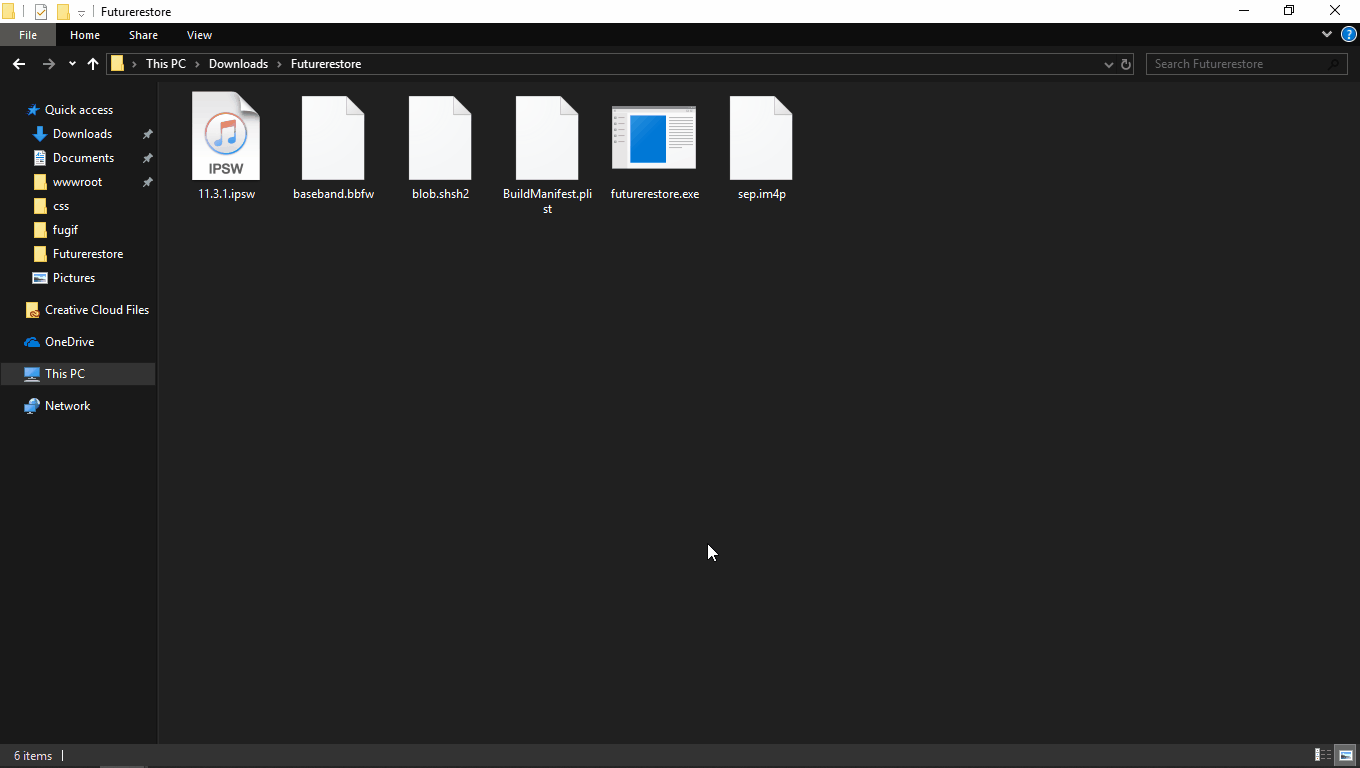 Futurerestore
File Home Share View
This PC Downloads Futurerestore
Search Futurerestore
Quick access
Downloads
Documents
wwwroot
css
fugif
Futurerestore
Pictures
Creative Cloud Files
OneDrive
This PC
Network
IPSW
11.3.1.ipsw
baseband.bbfw
blob.shsh2
BuildManifest.pli
st
futurerestore.exe
sep.im4p
6 items